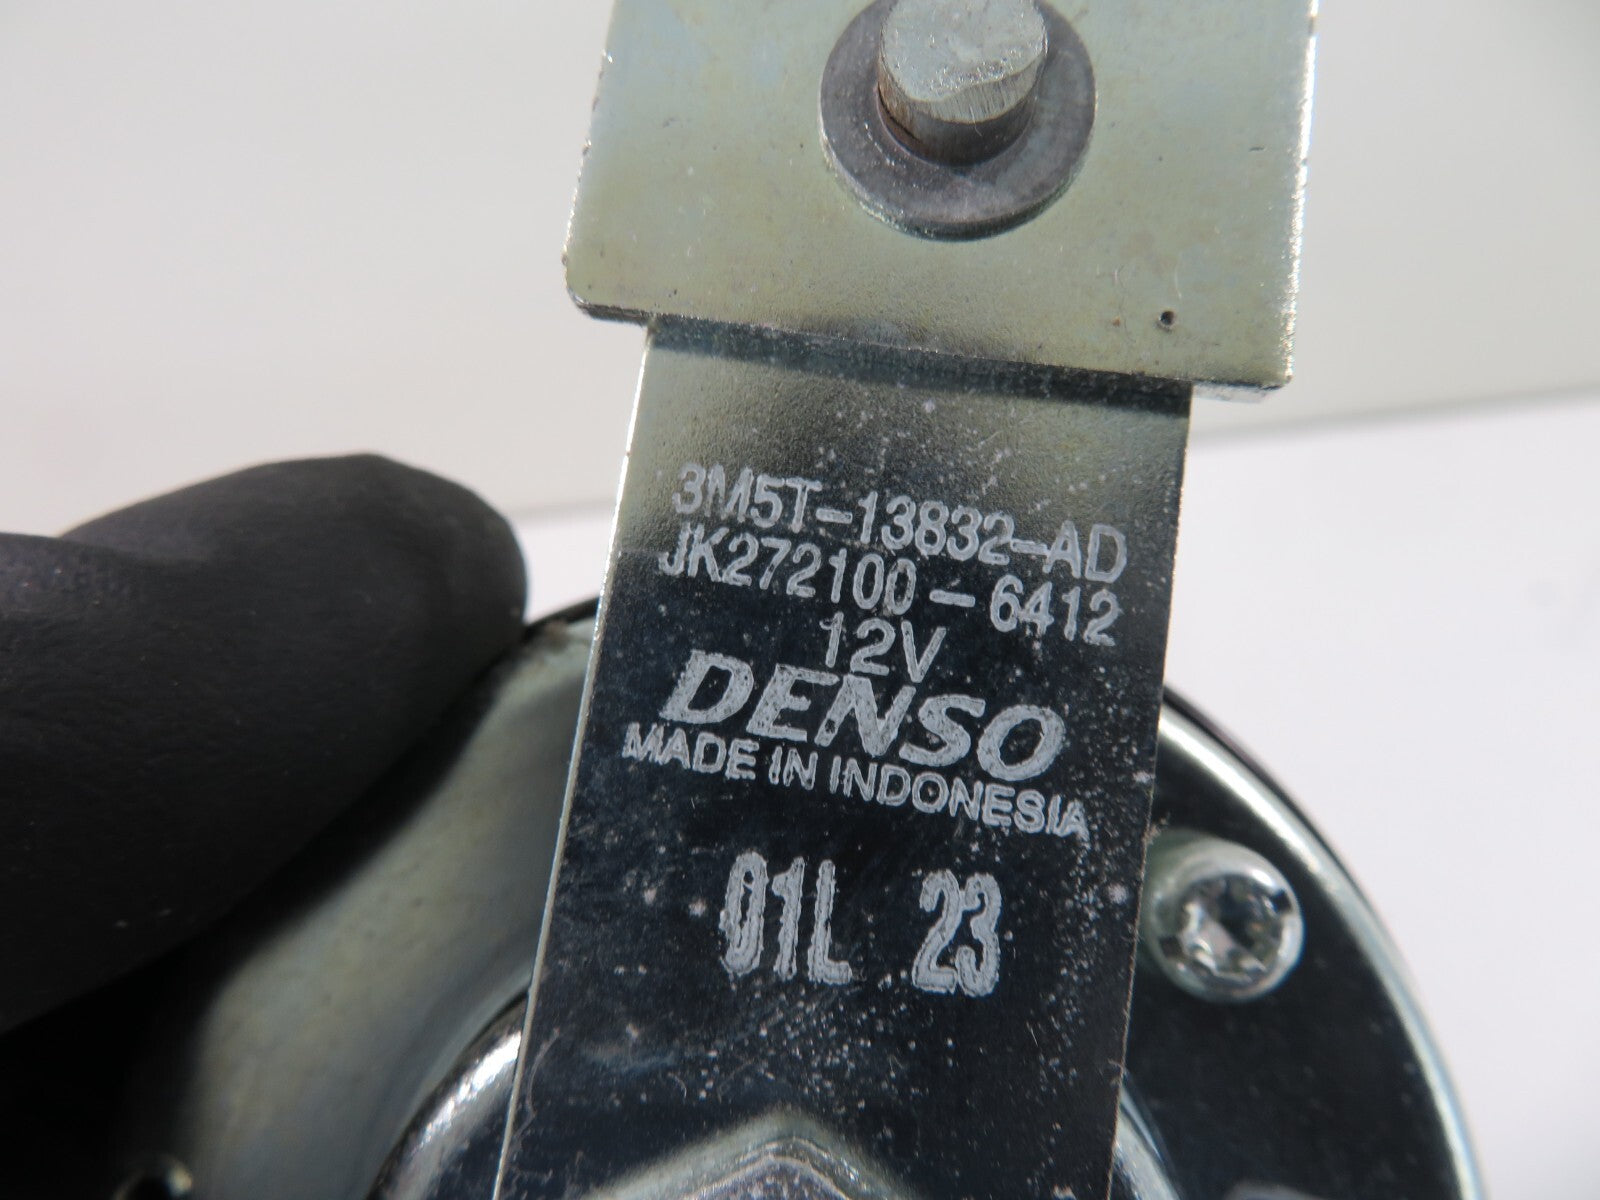 3M5T-13832-AD
JK272100-6412
12V
DENSO
MADE IN INDONESIA
01L 23